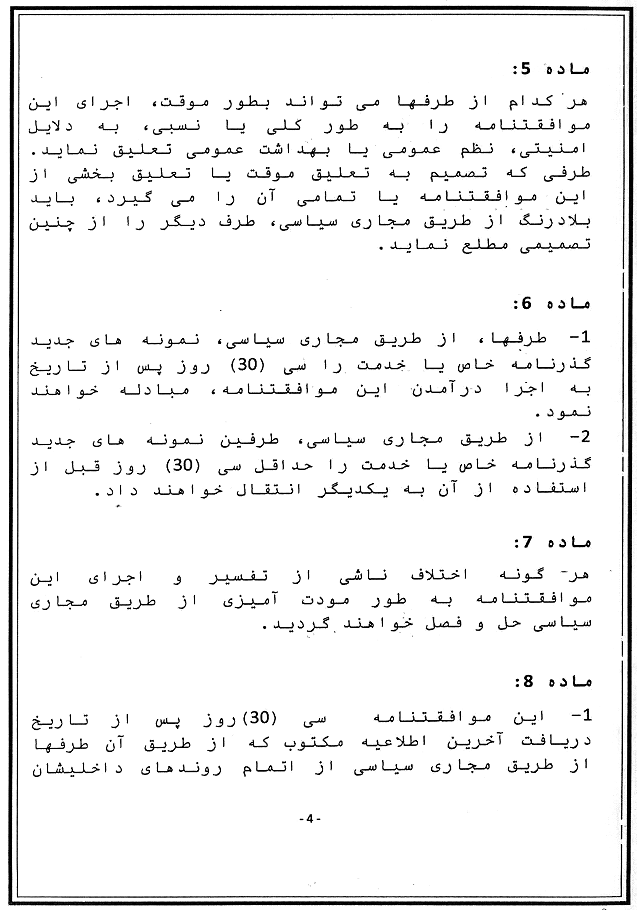 ماده 5:
هر کدام از طرفها می تواند بطور موقت، اجرای این
موافقتنامه را به طور کلی یا نسبی، به دلایل
امنیتی، نظم عمومی یا بهداشت عمومی تعلیق نماید.
طرفی که تصمیم به تعلیق موقت یا تعلیق بخشی از
این موافقتنامه یا تمامی آن را می گیرد، باید
بلادرنگ از طریق مجاری سیاسی، طرف دیگر را از چنین
تصمیمی مطلع نماید.
ماده 6:
1- طرفها، از طریق مجاری سیاسی، نمونه های جدید
گذرنامه خاص یا خدمت را سی (30) روز پس از تاریخ
به اجرا درآمدن این موافقتنامه، مبادله خواهند
نمود.
2- از طریق مجاری سیاسی، طرفین نمونه های جدید
گذرنامه خاص یا خدمت را حداقل سی (30) روز قبل از
استفاده از آن به یکدیگر انتقال خواهند داد.
ماده 7:
هر گونه اختلاف ناشی از تفسیر و اجرای این
موافقتنامه به طور مودت آمیزی از طریق مجاری
سیاسی حل و فصل خواهند گردید.
ماده 8:
1- این موافقتنامه سی (30) روز پس از تاریخ
دریافت آخرین اطلاعیه مکتوب که از طریق آن طرفها
از طریق مجاری سیاسی از اتمام روندهای داخلیشان
-4-